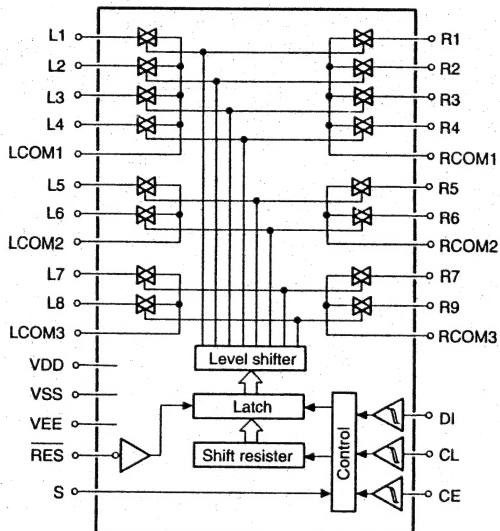 L1 R1
L2 R2
L3 R3
L4 R4
LCOM1 RCOM1
L5 R5
L6 R6
LCOM2 RCOM2
L7 R7
L8 R9
LCOM3 RCOM3
Level shifter
VDD
VSS
Latch
VEE
DI
RES
Shift resister
Control
CL
S
CE